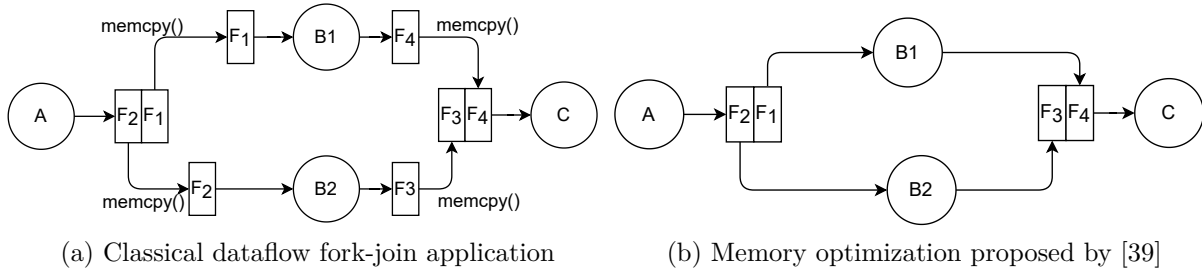 memcpy()
F1
B1
F4
memcpy()
A
F2 F1
F3 F4
C
memcpy()
F2
B2
F3
memcpy()
(a) Classical dataflow fork-join application
B1
A
F2 F1
F3 F4
C
B2
(b) Memory optimization proposed by [39]